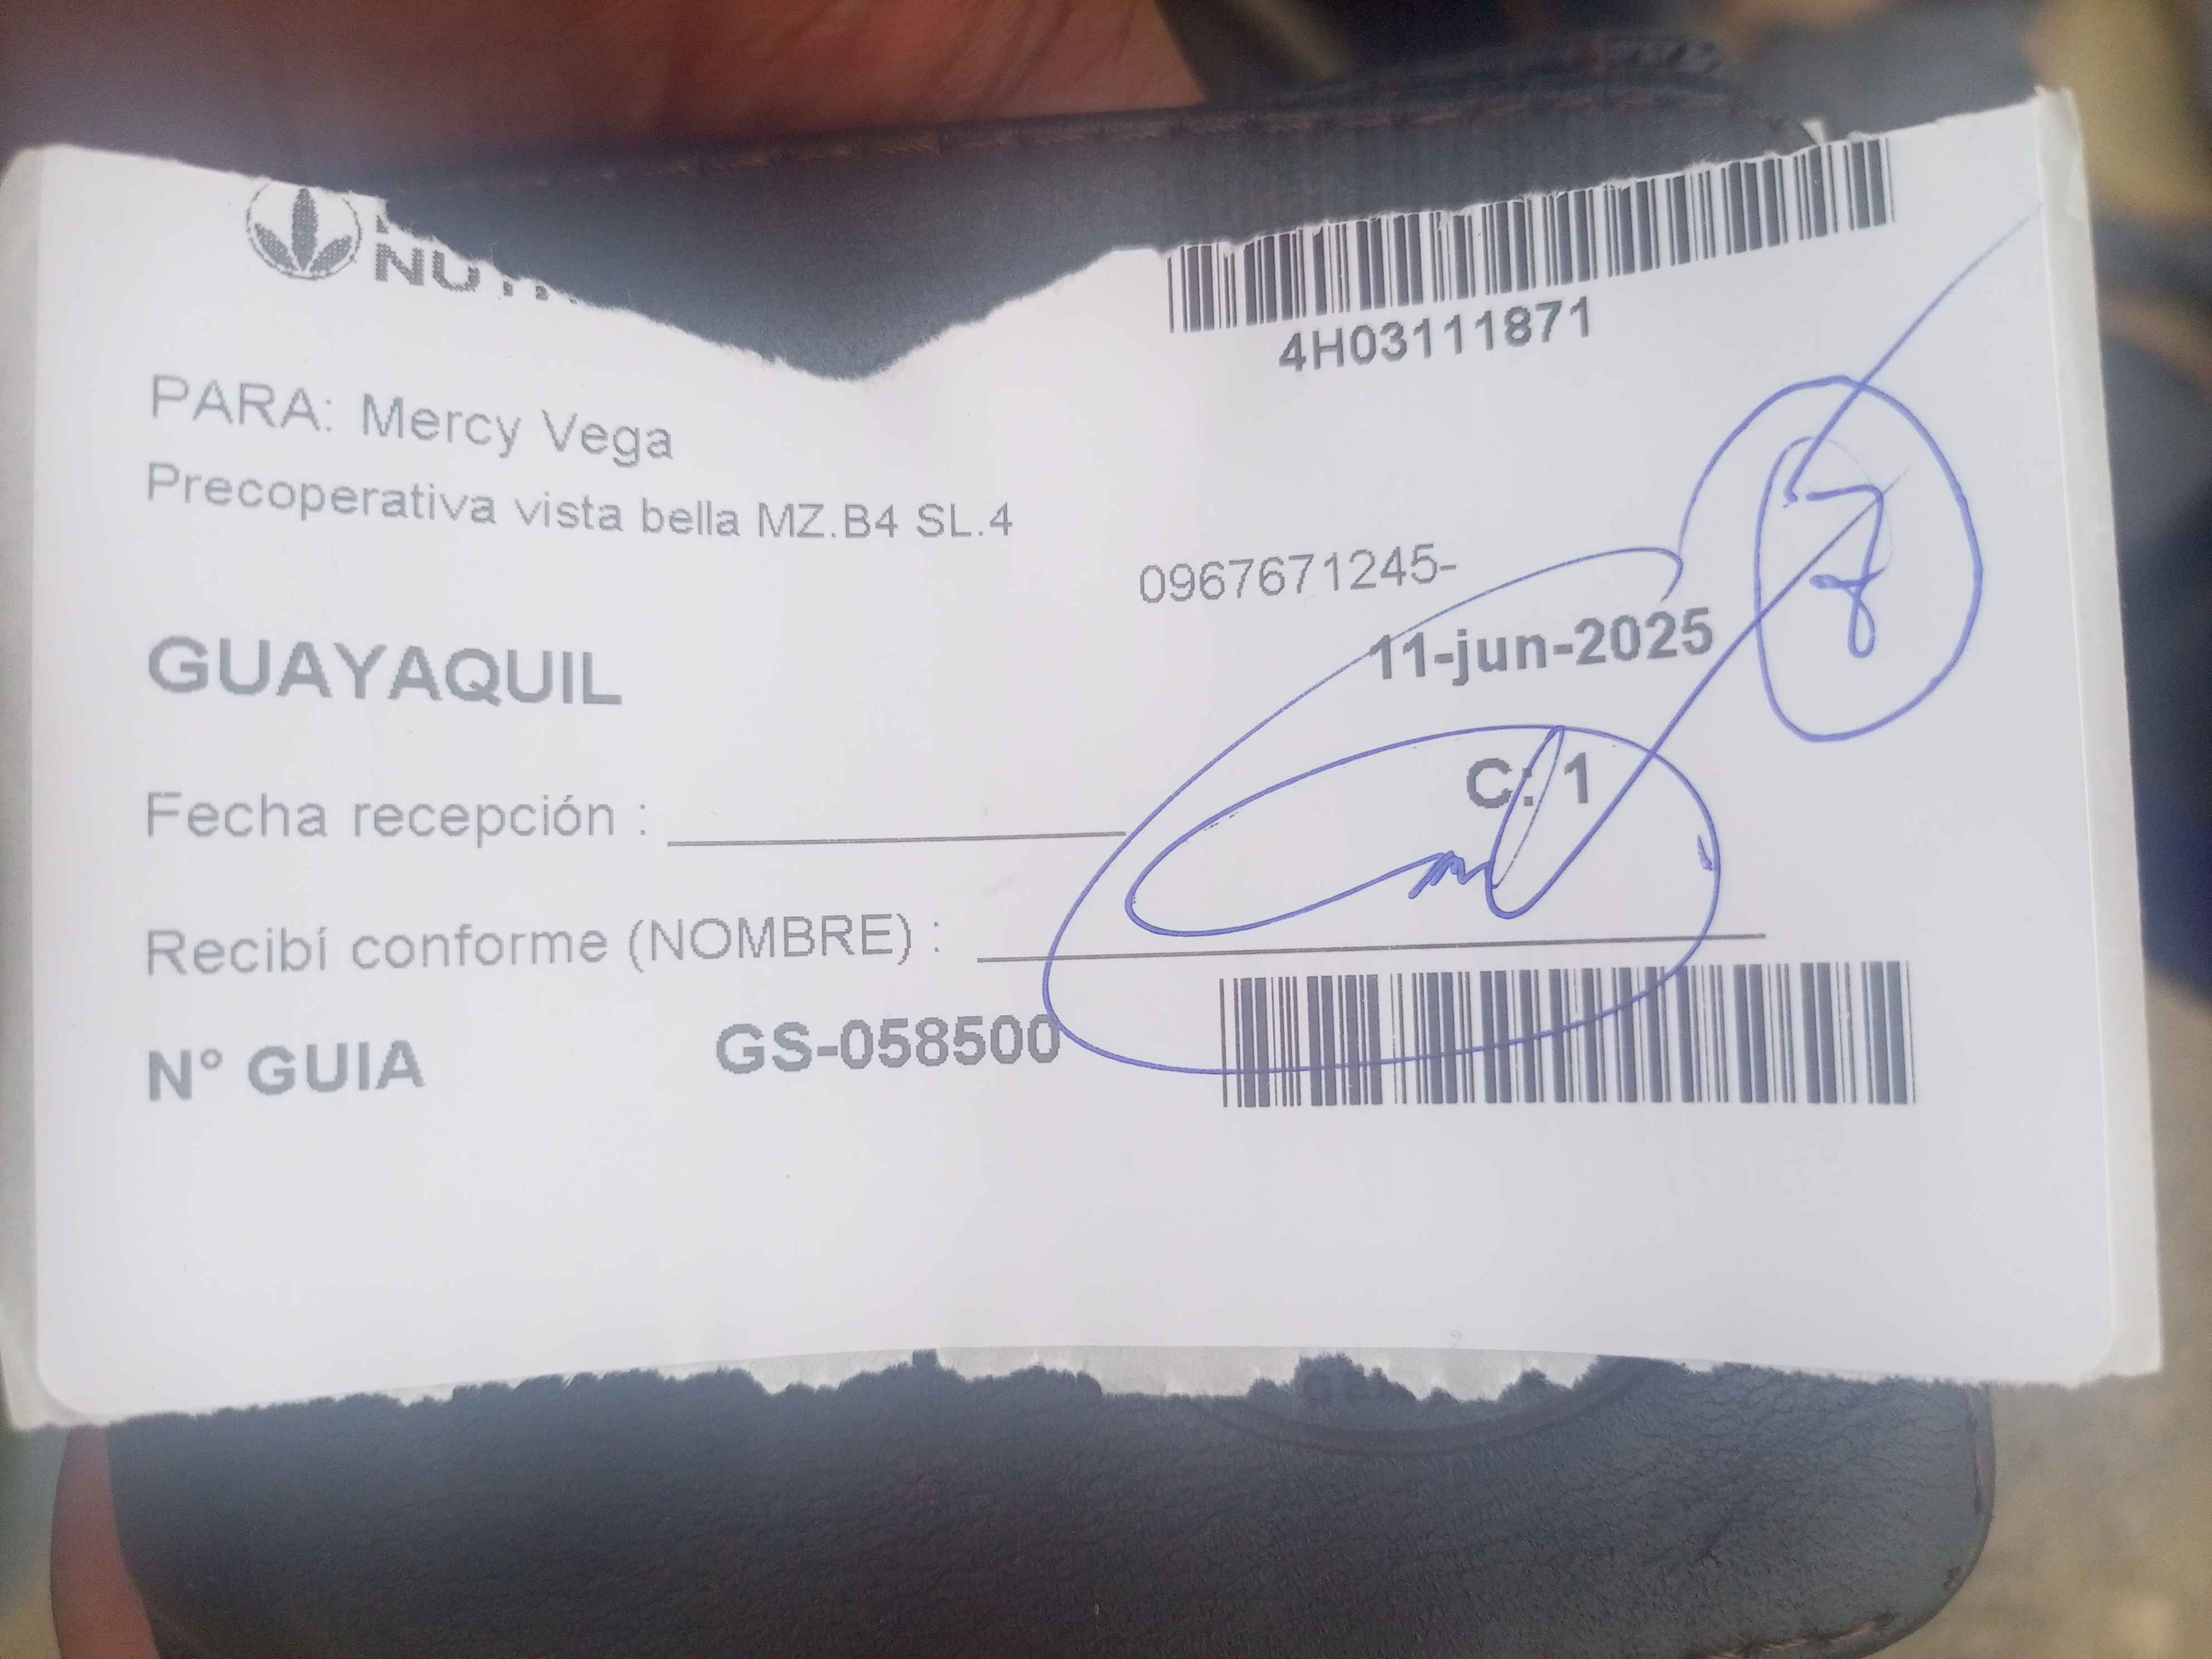 4H03111871
PARA: Mercy Vega
Precoperativa vista bella MZ.B4 SL.4
0967671245-
11-jun-2025
GUAYAQUIL
C: 1
Fecha recepción :
Recibí conforme (NOMBRE) :
N° GUIA GS-058500